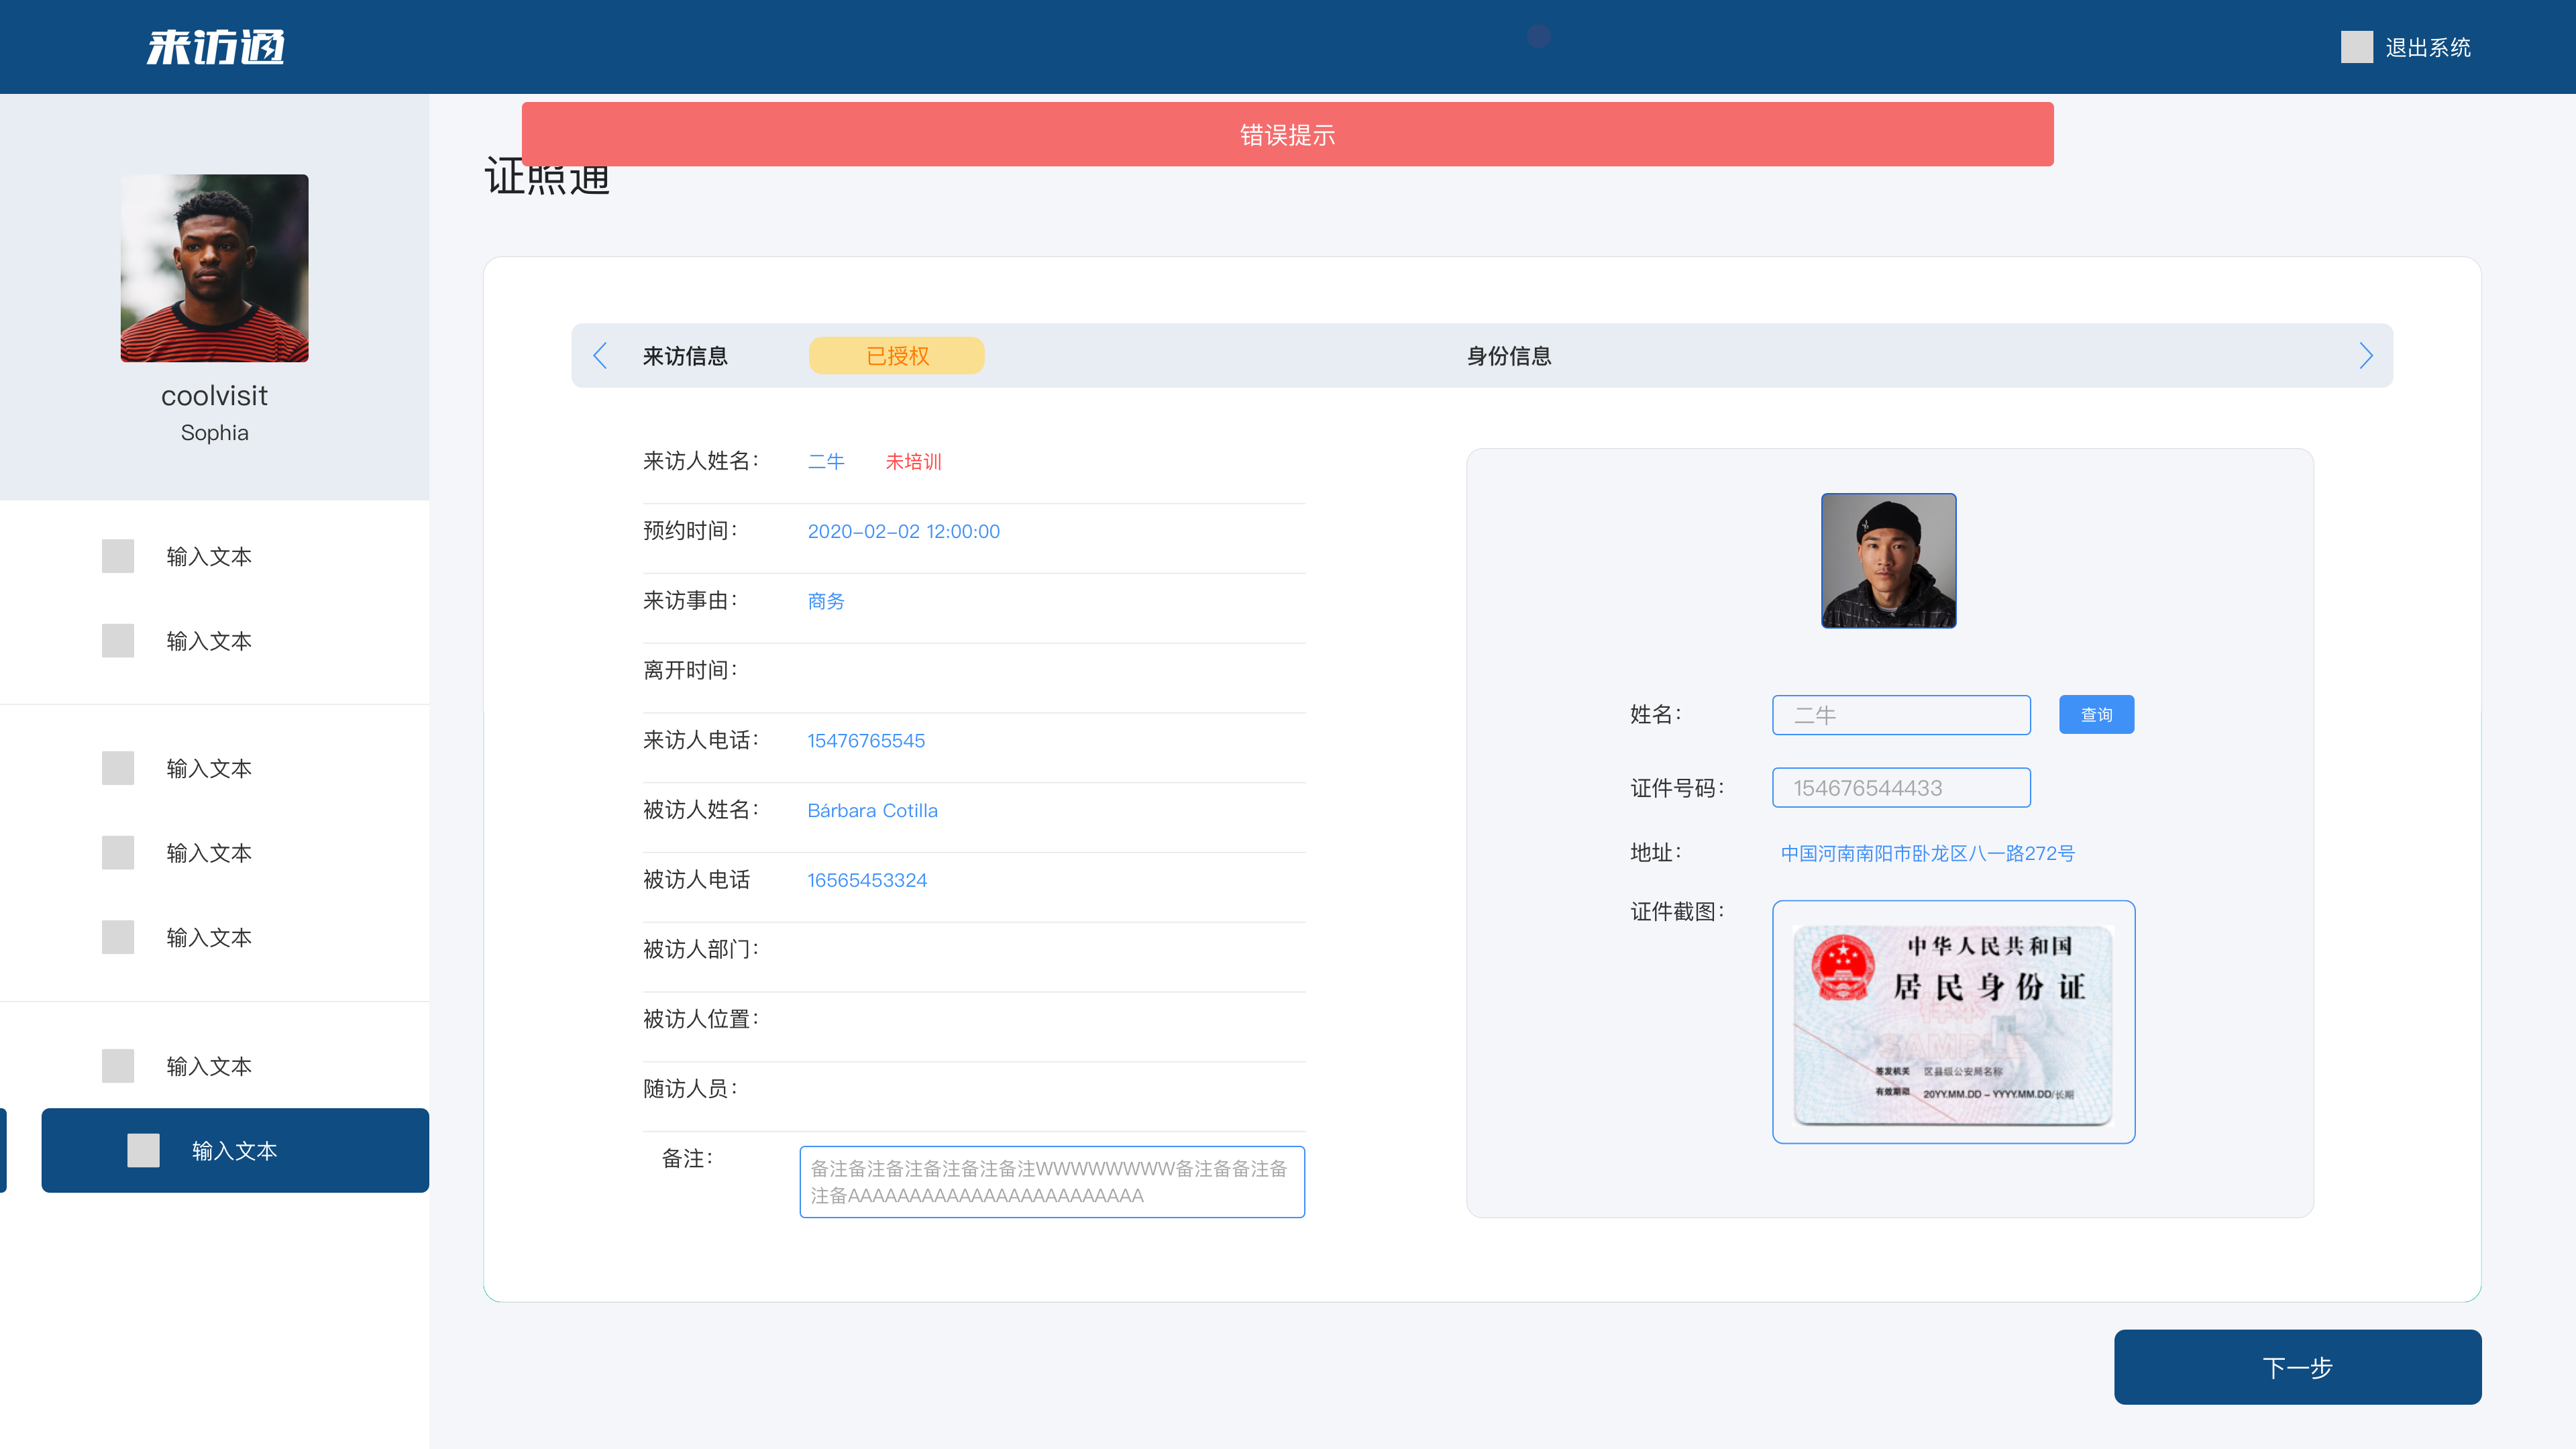 来访通
退出系统
错误提示
证照通
coolvisit
Sophia
输入文本
输入文本
输入文本
输入文本
输入文本
输入文本
输入文本
来访信息 已授权 身份信息
来访人姓名： 二牛 未培训
预约时间： 2020-02-02 12:00:00
来访事由： 商务
离开时间：
来访人电话： 15476765545
被访人姓名： Bárbara Cotilla
被访人电话 16565453324
被访人部门：
被访人位置：
随访人员：
备注：
备注备注备注备注备注备注WWWWWWWW备注备备注备
注备AAAAAAAAAAAAAAAAAAAAAAAA
姓名： 二牛 查询
证件号码： 154676544433
地址： 中国河南南阳市卧龙区八一路272号
证件截图：
中华人民共和国
居民身份证
样本
SAMPLE
签发机关 区县级公安局名称
有效期限 20YY.MM.DD - YYYY.MM.DD/长期
下一步